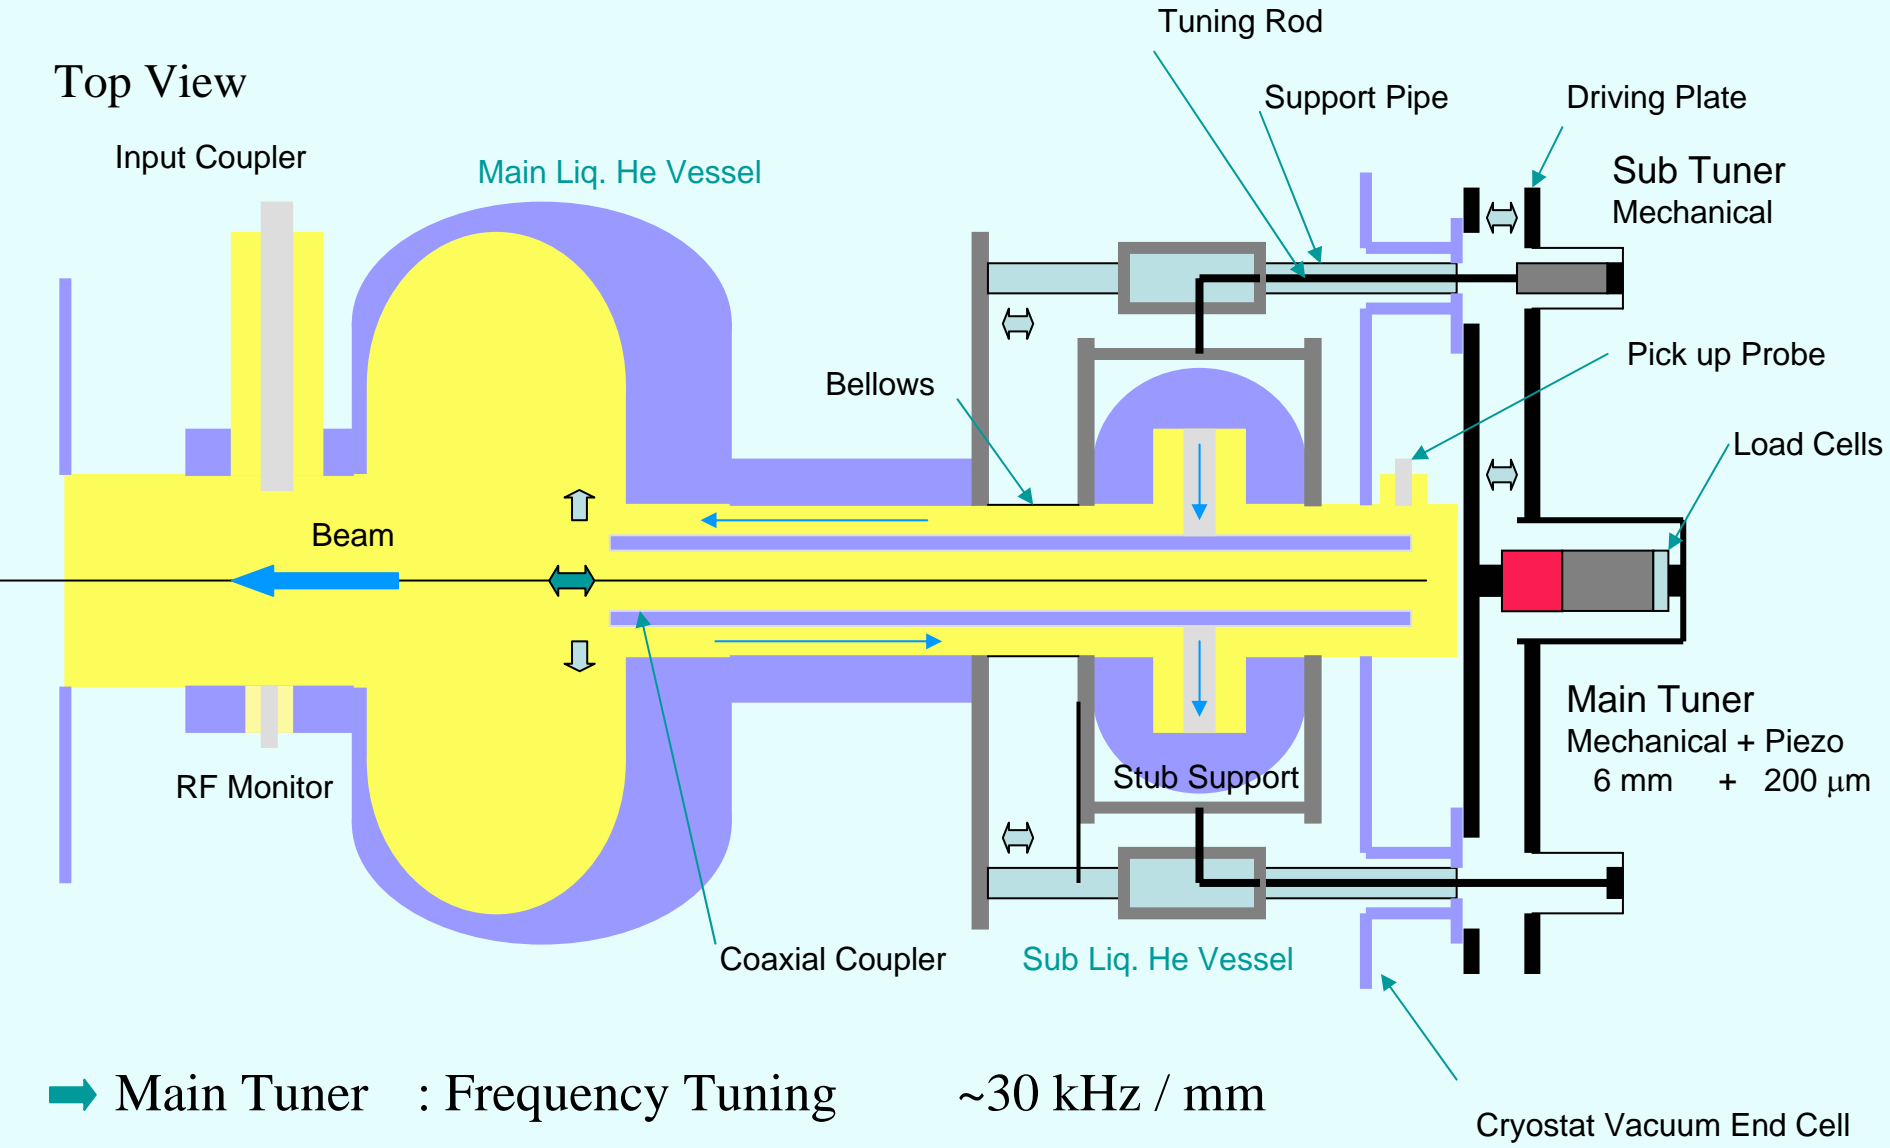 Tuning Rod
Top View
Support Pipe
Driving Plate
Input Coupler
Main Liq. He Vessel
Sub Tuner
Mechanical
Pick up Probe
Bellows
Load Cells
Beam
Main Tuner
Mechanical + Piezo
6 mm + 200 μm
RF Monitor
Stub Support
Coaxial Coupler
Sub Liq. He Vessel
Main Tuner : Frequency Tuning ~30 kHz / mm
Cryostat Vacuum End Cell